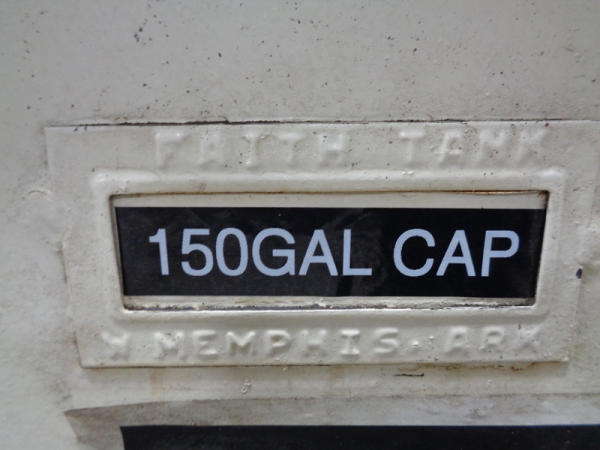 FAITH TANK
150GAL CAP
W MEMPHIS. ARK